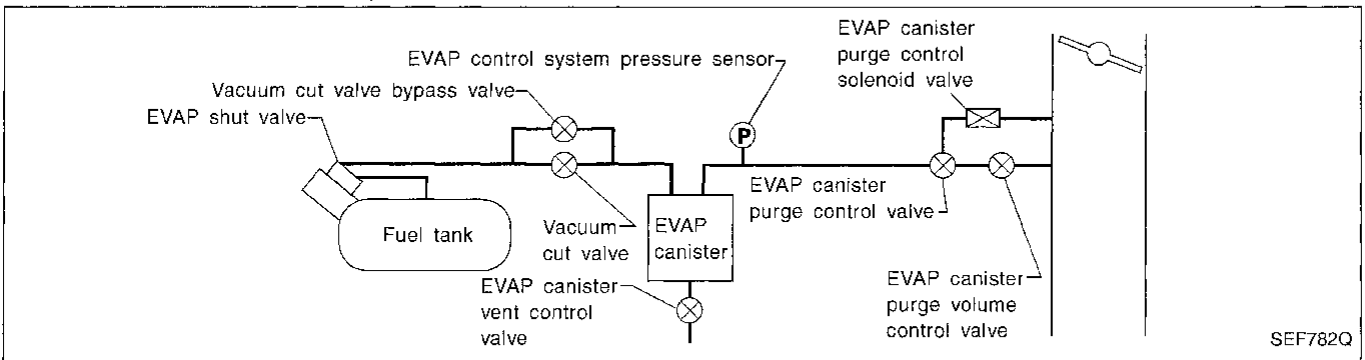 EVAP canister
purge control
solenoid valve
EVAP control system pressure sensor
Vacuum cut valve bypass valve
EVAP shut valve
P
EVAP canister
purge control valve
Fuel tank
Vacuum
cut valve
EVAP
canister
EVAP canister
vent control
valve
EVAP canister
purge volume
control valve
SEF782Q